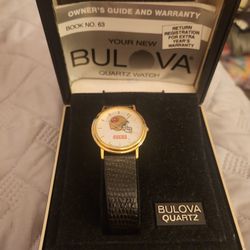 OWNER'S GUIDE AND WARRANTY
BOOK NO. 63
RETURN
REGISTRATION
FOR EXTRA
YEAR'S
WARRANTY
YOUR NEW
BULOVA
QUARTZ WATCH
BULOVA
QUARTZ